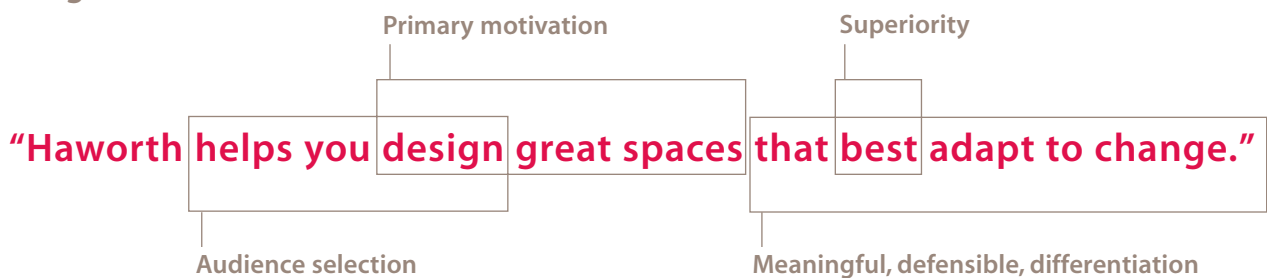 Primary motivation
Superiority
“Haworth helps you design great spaces that best adapt to change.”
Audience selection
Meaningful, defensible, differentiation